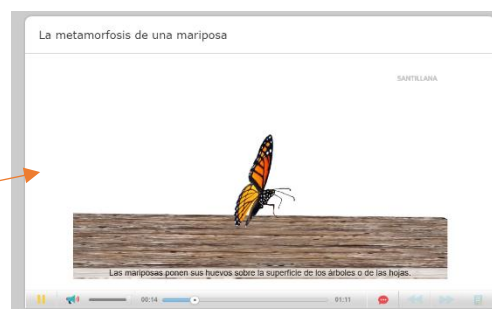 La metamorfosis de una mariposa
SANTILLANA
Las mariposas ponen sus huevos sobre la superficie de los árboles o de las hojas.
00:14
01:11